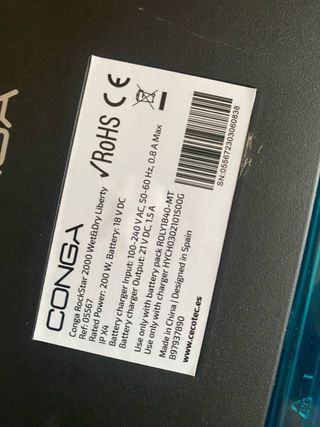 GA
CONGA
Conga RockStar 2000 Wet&Dry Liberty
Ref: 05567
Rated Power: 200 W, Battery: 18 V DC
IP X4
Battery charger Input: 100-240 V AC, 50-60 Hz, 0.8 A Max
Battery charger Output: 21 V DC, 1.5 A
Use only with battery pack ROLY1840-MT
Use only with charger HYCH0302101500G
Made in China | Designed in Spain
B97937890
www.cecotec.es
√RoHS CE
SN:05567230306083​8